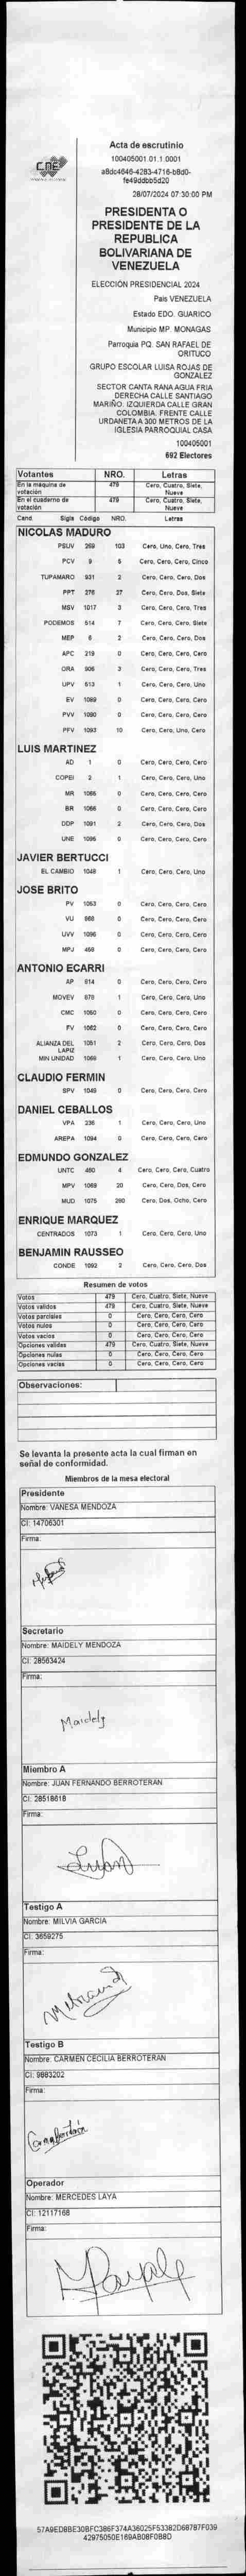 CNE
Acta de escrutinio
100405001.01.1.0001
a8dc4646-4283-4716-b8d0-
fe49ddbb5d20
28/07/2024 07:30:00 PM
PRESIDENTA O
PRESIDENTE DE LA
REPUBLICA
BOLIVARIANA DE
VENEZUELA
ELECCIÓN PRESIDENCIAL 2024
País VENEZUELA
Estado EDO. GUARICO
Municipio MP. MONAGAS
Parroquia PQ. SAN RAFAEL DE
ORITUCO
GRUPO ESCOLAR LUISA ROJAS DE
GONZALEZ
SECTOR CANTA RANA AGUA FRIA
DERECHA CALLE SANTIAGO
MARIÑO. IZQUIERDA CALLE GRAN
COLOMBIA. FRENTE CALLE
URDANETA A 300 METROS DE LA
IGLESIA PARROQUIAL CASA
100405001
692 Electores
Votantes NRO. Letras
En la máquina de votación 479 Cero, Cuatro, Siete, Nueve
En el cuaderno de votación 479 Cero, Cuatro, Siete, Nueve
Cand. Sigla Código NRO. Letras
NICOLAS MADURO
PSUV 269 103 Cero, Uno, Cero, Tres
PCV 9 5 Cero, Cero, Cero, Cinco
TUPAMARO 931 2 Cero, Cero, Cero, Dos
PPT 276 27 Cero, Cero, Dos, Siete
MSV 1017 3 Cero, Cero, Cero, Tres
PODEMOS 514 7 Cero, Cero, Cero, Siete
MEP 6 2 Cero, Cero, Cero, Dos
APC 219 0 Cero, Cero, Cero, Cero
ORA 906 3 Cero, Cero, Cero, Tres
UPV 513 1 Cero, Cero, Cero, Uno
EV 1089 0 Cero, Cero, Cero, Cero
PVV 1090 0 Cero, Cero, Cero, Cero
PFV 1093 10 Cero, Cero, Uno, Cero
LUIS MARTINEZ
AD 1 0 Cero, Cero, Cero, Cero
COPEI 2 1 Cero, Cero, Cero, Uno
MR 1065 0 Cero, Cero, Cero, Cero
BR 1066 0 Cero, Cero, Cero, Cero
DDP 1091 2 Cero, Cero, Cero, Dos
UNE 1095 0 Cero, Cero, Cero, Cero
JAVIER BERTUCCI
EL CAMBIO 1048 1 Cero, Cero, Cero, Uno
JOSE BRITO
PV 1053 0 Cero, Cero, Cero, Cero
VU 868 0 Cero, Cero, Cero, Cero
UVV 1096 0 Cero, Cero, Cero, Cero
MPJ 459 0 Cero, Cero, Cero, Cero
ANTONIO ECARRI
AP 614 0 Cero, Cero, Cero, Cero
MOVEV 679 1 Cero, Cero, Cero, Uno
CMC 1050 0 Cero, Cero, Cero, Cero
FV 1062 0 Cero, Cero, Cero, Cero
ALIANZA DEL LAPIZ 1051 2 Cero, Cero, Cero, Dos
MIN UNIDAD 1069 1 Cero, Cero, Cero, Uno
CLAUDIO FERMIN
SPV 1049 0 Cero, Cero, Cero, Cero
DANIEL CEBALLOS
VPA 236 1 Cero, Cero, Cero, Uno
AREPA 1094 0 Cero, Cero, Cero, Cero
EDMUNDO GONZALEZ
UNTC 460 4 Cero, Cero, Cero, Cuatro
MPV 1068 20 Cero, Cero, Dos, Cero
MUD 1075 280 Cero, Dos, Ocho, Cero
ENRIQUE MARQUEZ
CENTRADOS 1073 1 Cero, Cero, Cero, Uno
BENJAMIN RAUSSEO
CONDE 1092 2 Cero, Cero, Cero, Dos
Resumen de votos
Votos 479 Cero, Cuatro, Siete, Nueve
Votos válidos 479 Cero, Cuatro, Siete, Nueve
Votos parciales 0 Cero, Cero, Cero, Cero
Votos nulos 0 Cero, Cero, Cero, Cero
Votos vacíos 0 Cero, Cero, Cero, Cero
Opciones válidas 479 Cero, Cuatro, Siete, Nueve
Opciones nulas 0 Cero, Cero, Cero, Cero
Opciones vacías 0 Cero, Cero, Cero, Cero
Observaciones:
Se levanta la presente acta la cual firman en
señal de conformidad.
Miembros de la mesa electoral
Presidente
Nombre: VANESA MENDOZA
CI: 14706301
Firma:
Secretario
Nombre: MAIDELY MENDOZA
CI: 28563424
Firma:
Maidely
Miembro A
Nombre: JUAN FERNANDO BERROTERAN
CI: 28518618
Firma:
Testigo A
Nombre: MILVIA GARCIA
CI: 3659275
Firma:
Testigo B
Nombre: CARMEN CECILIA BERROTERAN
CI: 9883202
Firma:
Operador
Nombre: MERCEDES LAYA
CI: 12117168
Firma:
57A9EDBBE30BFC386F374A36025F53382D68787F039
42975050E169AB08F0B8D